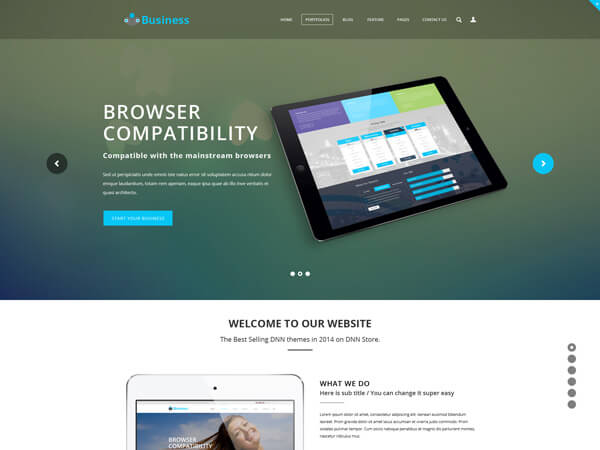 Business
HOME PORTFOLIOS BLOG FEATURE PAGES CONTACT US
BROWSER
COMPATIBILITY
Compatible with the mainstream browsers
Sed ut perspiciatis unde omnis iste natus error sit voluptatem accusa ntium dolor
emque laudantium, totam rem aperiam, eaque ipsa quae ab illo inve veritatis et
quasi architecto.
START YOUR BUSINESS
WELCOME TO OUR WEBSITE
The Best Selling DNN themes in 2014 on DNN Store.
WHAT WE DO
Here is sub title / You can change it super easy
Lorem ipsum dolor sit amet, consectetur adipiscing element euismod bibendum
laoreet. Proin gravida dolor sit amet lacus accumsan et viverra justo commodo.
Proin sodales pulvinar tempor. Cum sociis natoque penatibus et magnis dis parturient montes,
nascetur ridiculus mus.
Business
BROWSER
COMPATIBILITY